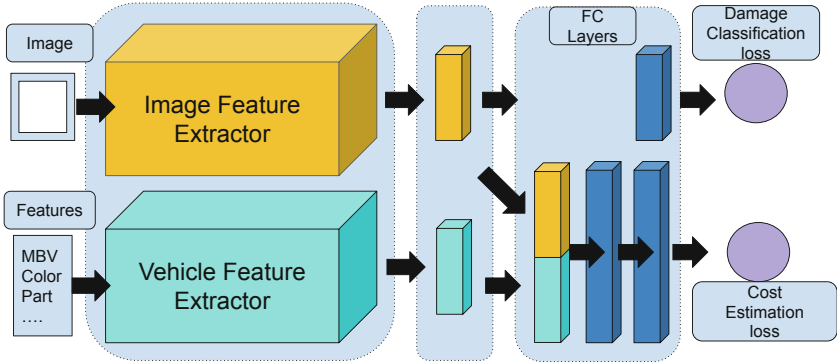 Image
Image Feature
Extractor
FC
Layers
Damage
Classification
loss
Features
MBV
Color
Part
....
Vehicle Feature
Extractor
Cost
Estimation
loss